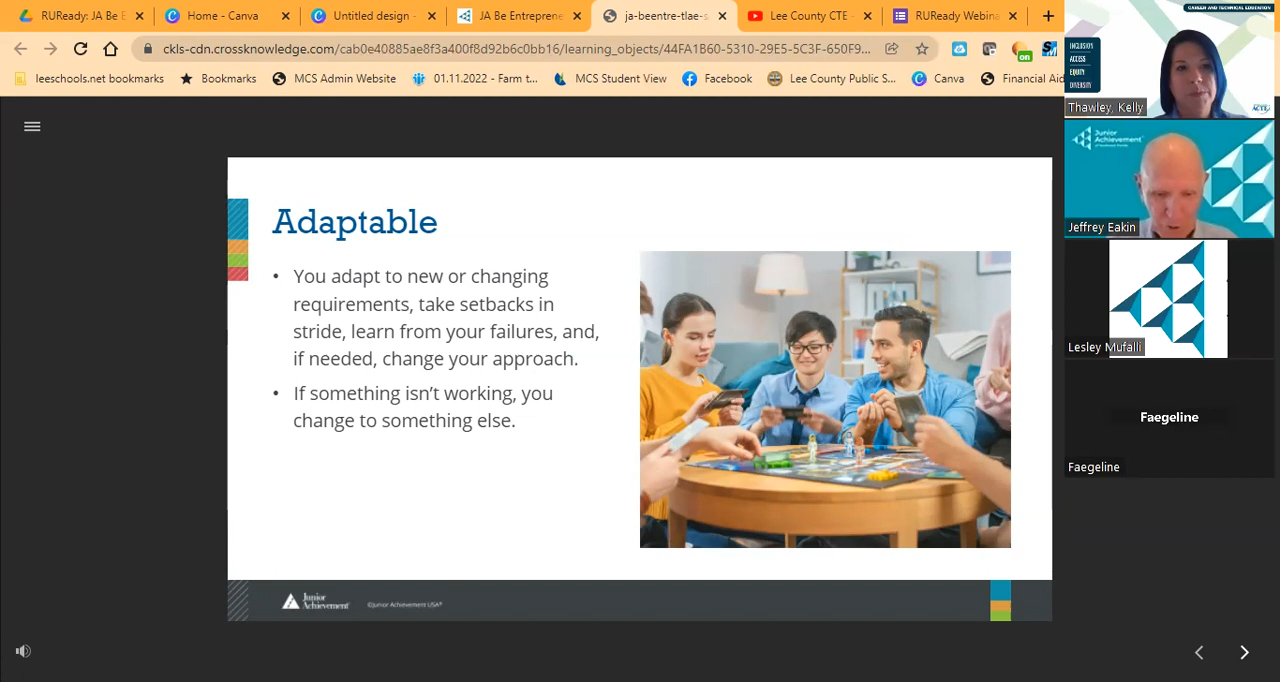 RUReady: JA Be E
Home - Canva
Untitled design -
JA Be Entreprene
ja-beentre-tlae-s
Lee County CTE -
RUReady Webina
ckls-cdn.crossknowledge.com/cab0e40885ae8f3a400f8d92b6c0bb16/learning_objects/44FA1B60-5310-29E5-5C3F-650F9...
on
leeschools.net bookmarks
Bookmarks
MCS Admin Website
01.11.2022 - Farm t...
MCS Student View
Facebook
Lee County Public S...
Canva
Financial Aid
CAREER AND TECHNICAL EDUCATION
INCLUSION
ACCESS
EQUITY
DIVERSITY
ACTE
Thawley, Kelly
Junior
Achievement
Jeffrey Eakin
Lesley Mufalli
Faegeline
Faegeline
Adaptable
• You adapt to new or changing
requirements, take setbacks in
stride, learn from your failures, and,
if needed, change your approach.
• If something isn’t working, you
change to something else.
Junior
Achievement
©Junior Achievement USA®